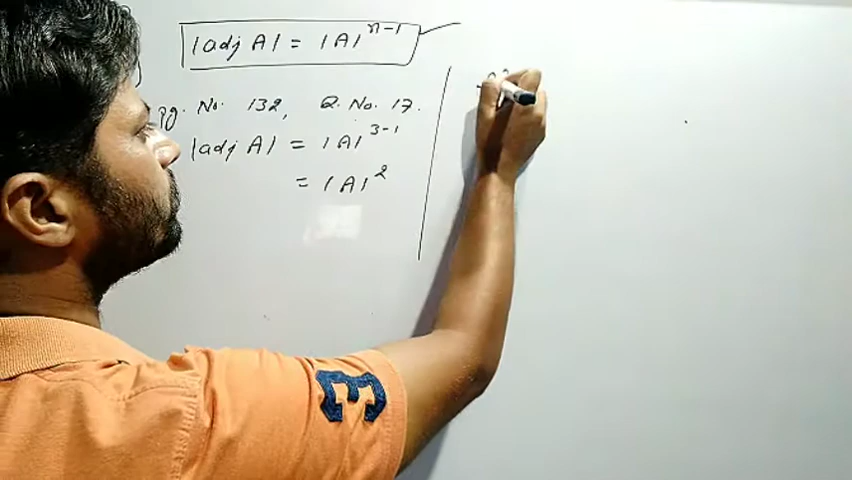 |adj A| = |A|^{n-1}
Pg. No. 132, Q. No. 17.
|adj A| = |A|^{3-1}
= |A|^2
E